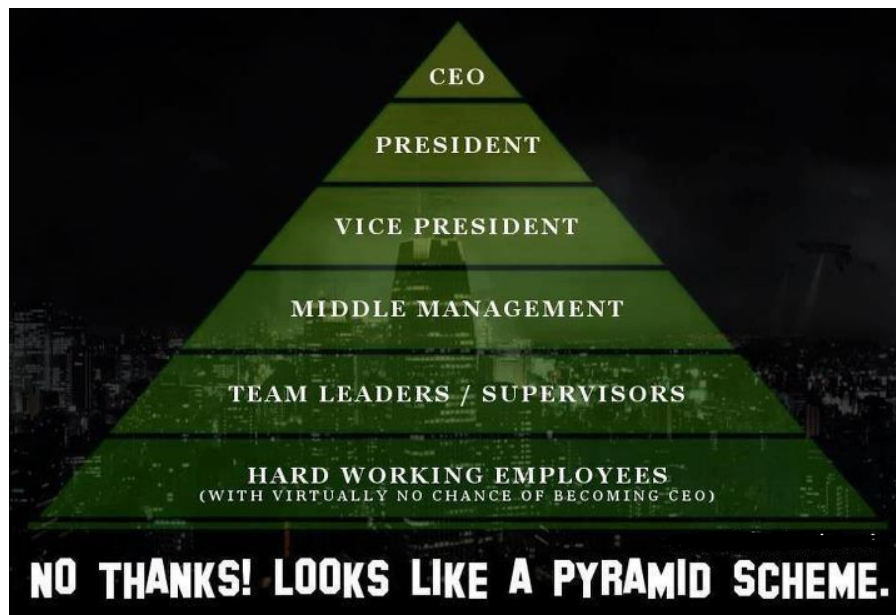 CEO
PRESIDENT
VICE PRESIDENT
MIDDLE MANAGEMENT
TEAM LEADERS / SUPERVISORS
HARD WORKING EMPLOYEES
(WITH VIRTUALLY NO CHANCE OF BECOMING CEO)
NO THANKS! LOOKS LIKE A PYRAMID SCHEME.